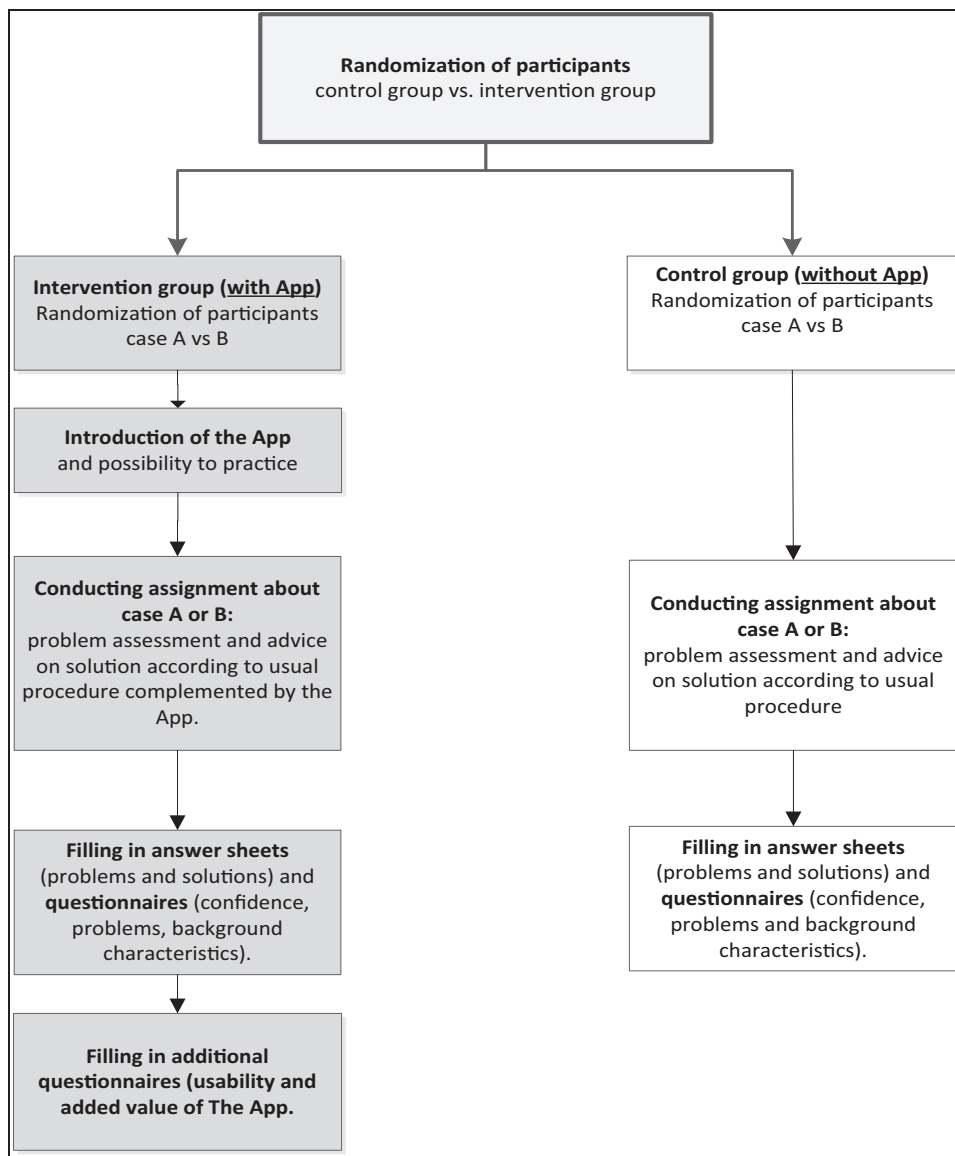 Randomization of participants
control group vs. intervention group
Intervention group (with App)
Randomization of participants
case A vs B
Control group (without App)
Randomization of participants
case A vs B
Introduction of the App
and possibility to practice
Conducting assignment about
case A or B:
problem assessment and advice
on solution according to usual
procedure complemented by the
App.
Conducting assignment about
case A or B:
problem assessment and advice
on solution according to usual
procedure
Filling in answer sheets
(problems and solutions) and
questionnaires (confidence,
problems, background
characteristics).
Filling in answer sheets
(problems and solutions) and
questionnaires (confidence,
problems and background
characteristics).
Filling in additional
questionnaires (usability and
added value of The App.